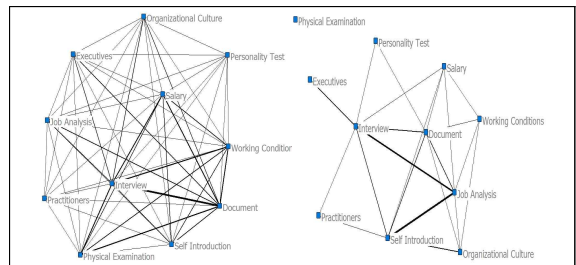 Organizational Culture
Executives
Personality Test
Salary
Job Analysis
Working Condition
Interview
Practitioners
Document
Self Introduction
Physical Examination
Physical Examination
Personality Test
Salary
Executives
Working Conditions
Interview
Document
Job Analysis
Practitioners
Self Introduction
Organizational Culture